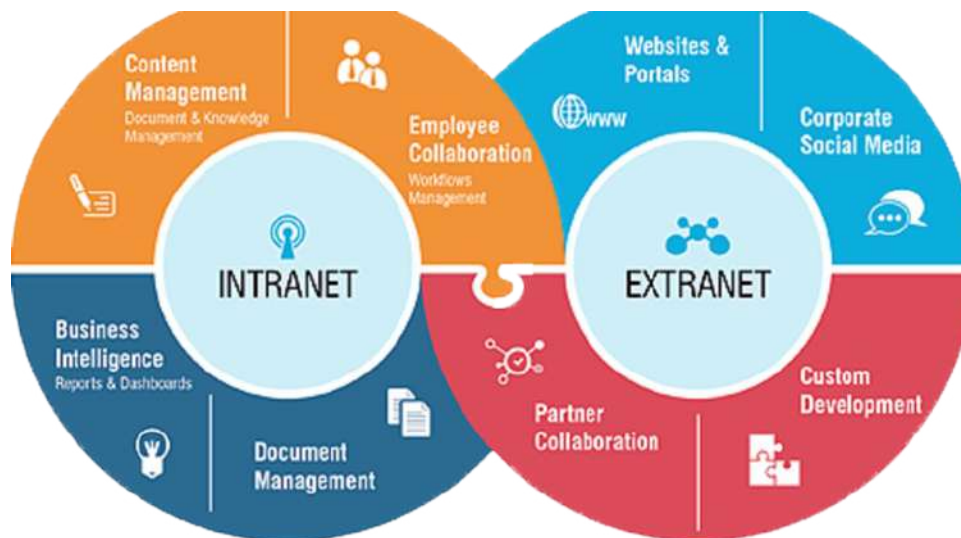 Content
Management
Document & Knowledge
Management
Employee
Collaboration
Workflows
Management
INTRANET
Business
Intelligence
Reports & Dashboards
Document
Management
Websites &
Portals
www
Corporate
Social Media
EXTRANET
Partner
Collaboration
Custom
Development